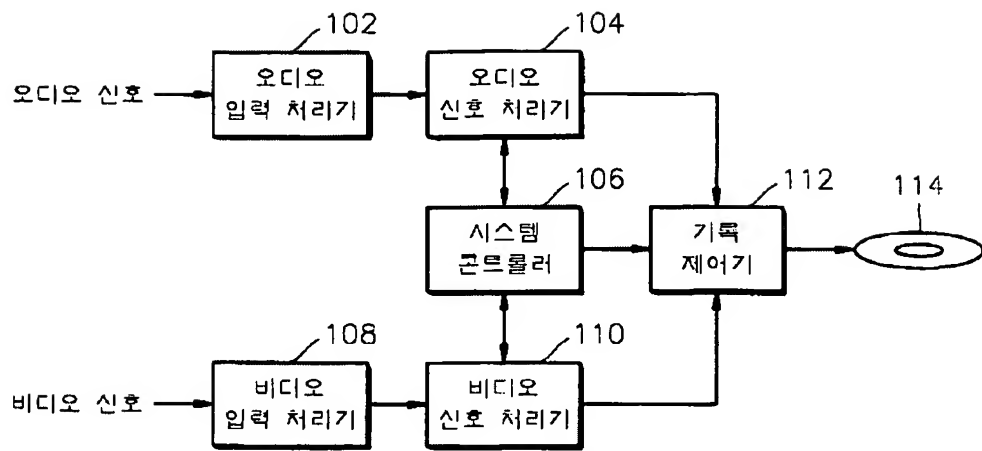 102
104
오디오 신호
오디오
입력 처리기
오디오
신호 처리기
106
112
114
시스템
콘트롤러
기록
제어기
108
110
비디오 신호
비디오
입력 처리기
비디오
신호 처리기